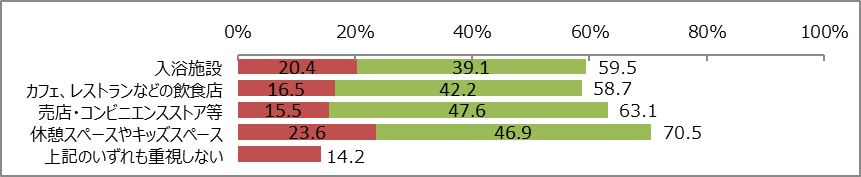 0% 20% 40% 60% 80% 100%
入浴施設 20.4 39.1 59.5
カフェ、レストランなどの飲食店 16.5 42.2 58.7
売店・コンビニエンスストア等 15.5 47.6 63.1
休憩スペースやキッズスペース 23.6 46.9 70.5
上記のいずれも重視しない 14.2